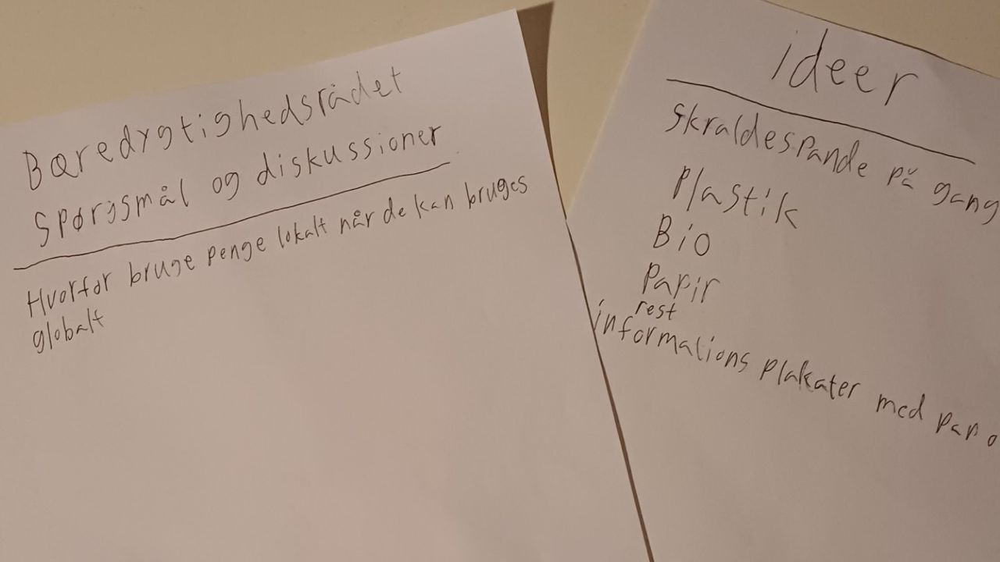 Bæredygtighedsrådet
Spørgsmål og diskussioner
Hvorfor bruge penge lokalt når de kan bruges
globalt
ideer
Skraldespande på gang
Plastik
Bio
Papir
rest
informations plakater med